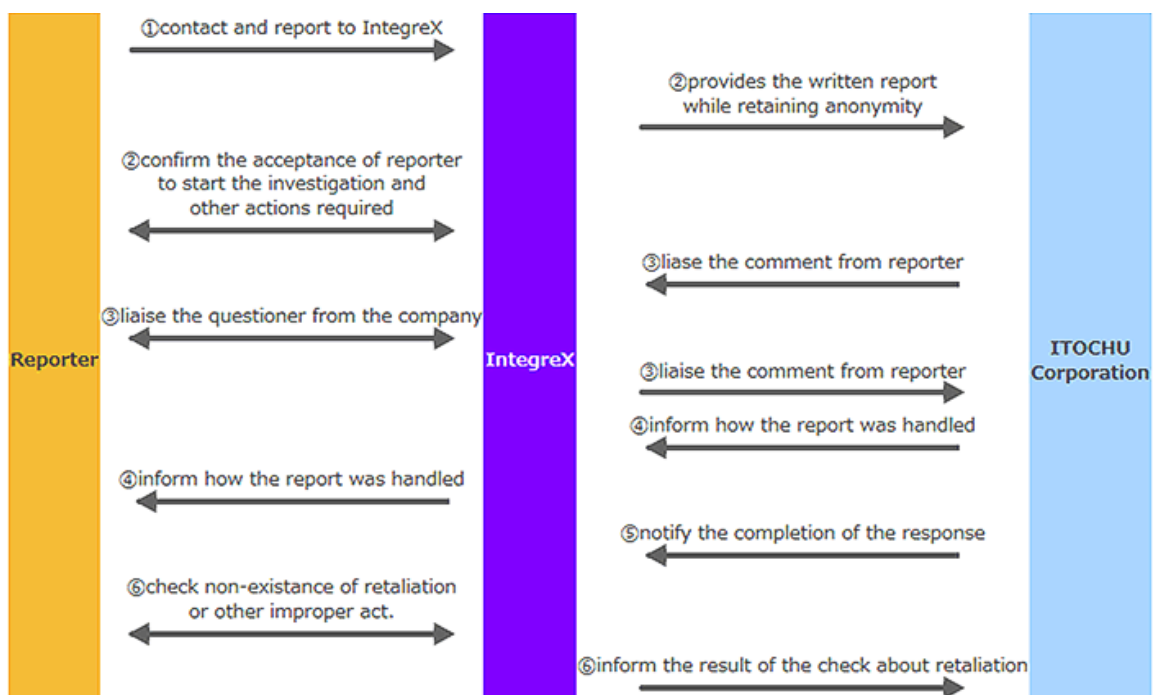 ①contact and report to IntegreX
②provides the written report
while retaining anonymity
②confirm the acceptance of reporter
to start the investigation and
other actions required
③liase the comment from reporter
③liaise the questioner from the company
Reporter
IntegreX
ITOCHU
Corporation
③liaise the comment from reporter
④inform how the report was handled
④inform how the report was handled
⑤notify the completion of the response
⑥check non-existance of retaliation
or other improper act.
⑥inform the result of the check about retaliation